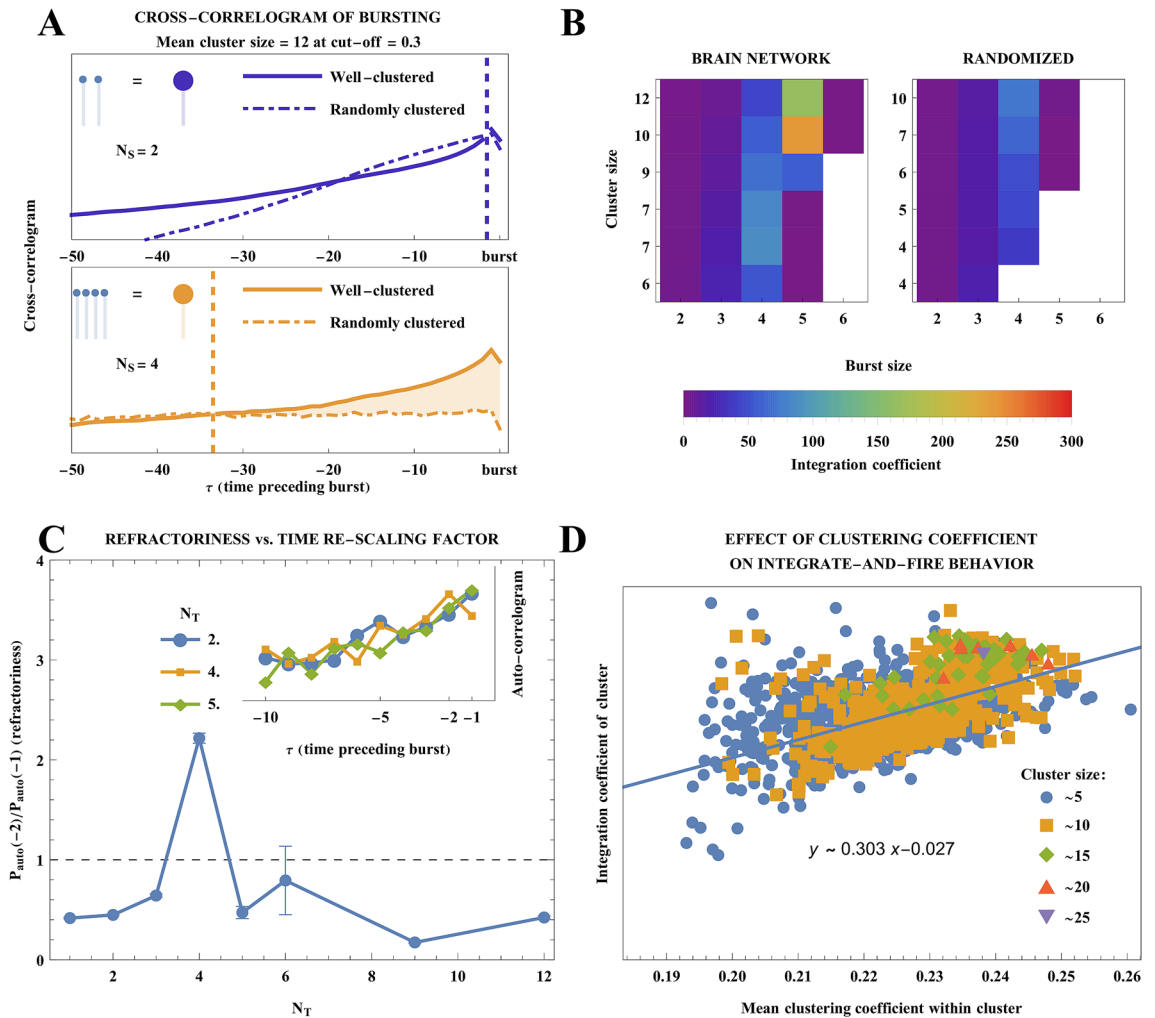 A
CROSS−CORRELOGRAM OF BURSTING
Mean cluster size = 12 at cut−off = 0.3
Cross−correlogram
=
Well−clustered
Randomly clustered
N_S = 2
−50 −40 −30 −20 −10 burst
=
Well−clustered
Randomly clustered
N_S = 4
−50 −40 −30 −20 −10 burst
τ (time preceding burst)
B
BRAIN NETWORK
RANDOMIZED
Cluster size
12
10
9
7
7
6
2 3 4 5 6
10
7
6
5
4
4
2 3 4 5 6
Burst size
0 50 100 150 200 250 300
Integration coefficient
C
REFRACTORINESS vs. TIME RE−SCALING FACTOR
P_auto(−2)/P_auto(−1) (refractoriness)
4
3
2
1
0
N_T
2.
4.
5.
Auto−correlogram
−10 −5 −2 −1
τ (time preceding burst)
2 4 6 8 10 12
N_T
D
EFFECT OF CLUSTERING COEFFICIENT
ON INTEGRATE−AND−FIRE BEHAVIOR
Integration coefficient of cluster
Cluster size:
~5
~10
~15
~20
~25
y ~ 0.303 x−0.027
0.19 0.20 0.21 0.22 0.23 0.24 0.25 0.26
Mean clustering coefficient within cluster